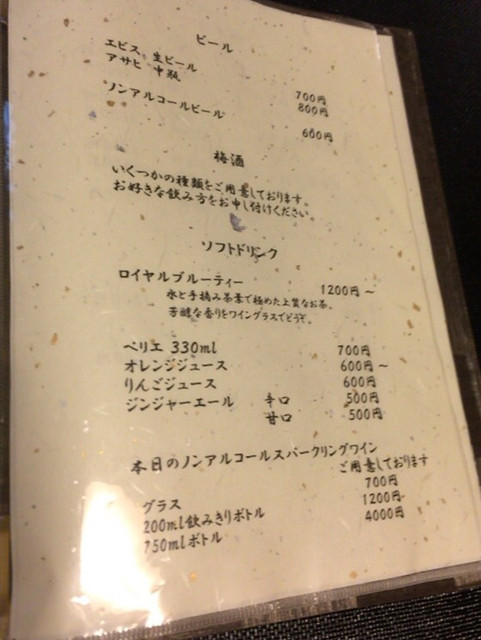 ビール
エビス 生ビール 700円
アサヒ 中瓶 800円
ノンアルコールビール 600円
梅酒
いくつかの種類をご用意しております。
お好きな飲み方をお申し付けください。
ソフトドリンク
ロイヤルブルーティー 1200円～
水と手摘み茶葉で極めた上質なお茶。
芳醇な香りをワイングラスでどうぞ。
ペリエ 330ml 700円
オレンジジュース 600円～
りんごジュース 600円
ジンジャーエール 辛口 500円
甘口 500円
本日のノンアルコールスパークリングワイン
ご用意しております
グラス 700円
200ml飲みきりボトル 1200円
750mlボトル 4000円